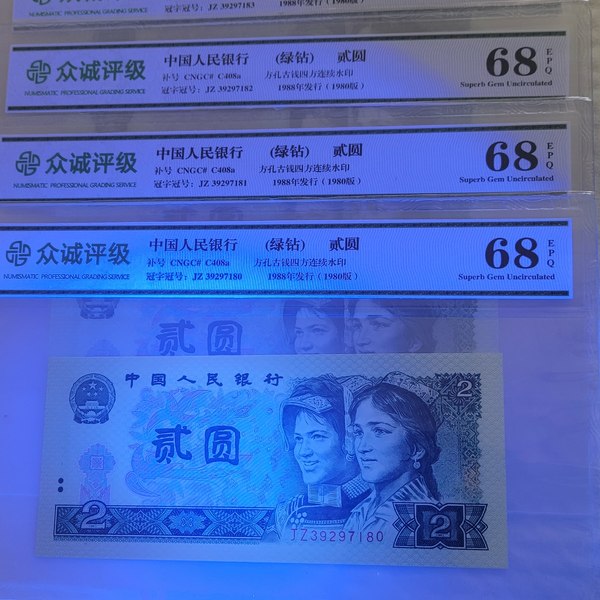 NUMISMATIC PROFESSIONAL GRADING SERVICE
冠字冠号：JZ 39297183
1988年发行（1980版）
众诚评级
NUMISMATIC PROFESSIONAL GRADING SERVICE
中国人民银行 (绿钻) 贰圆
补号 CNGC# C408a 方孔古钱四方连续水印
冠字冠号：JZ 39297182 1988年发行（1980版）
68 EPQ
Superb Gem Uncirculated
众诚评级
NUMISMATIC PROFESSIONAL GRADING SERVICE
中国人民银行 (绿钻) 贰圆
补号 CNGC# C408a 方孔古钱四方连续水印
冠字冠号：JZ 39297181 1988年发行（1980版）
68 EPQ
Superb Gem Uncirculated
众诚评级
NUMISMATIC PROFESSIONAL GRADING SERVICE
中国人民银行 (绿钻) 贰圆
补号 CNGC# C408a 方孔古钱四方连续水印
冠字冠号：JZ 39297180 1988年发行（1980版）
68 EPQ
Superb Gem Uncirculated
贰圆
中国人民银行
2
贰圆
2
2
JZ39297180